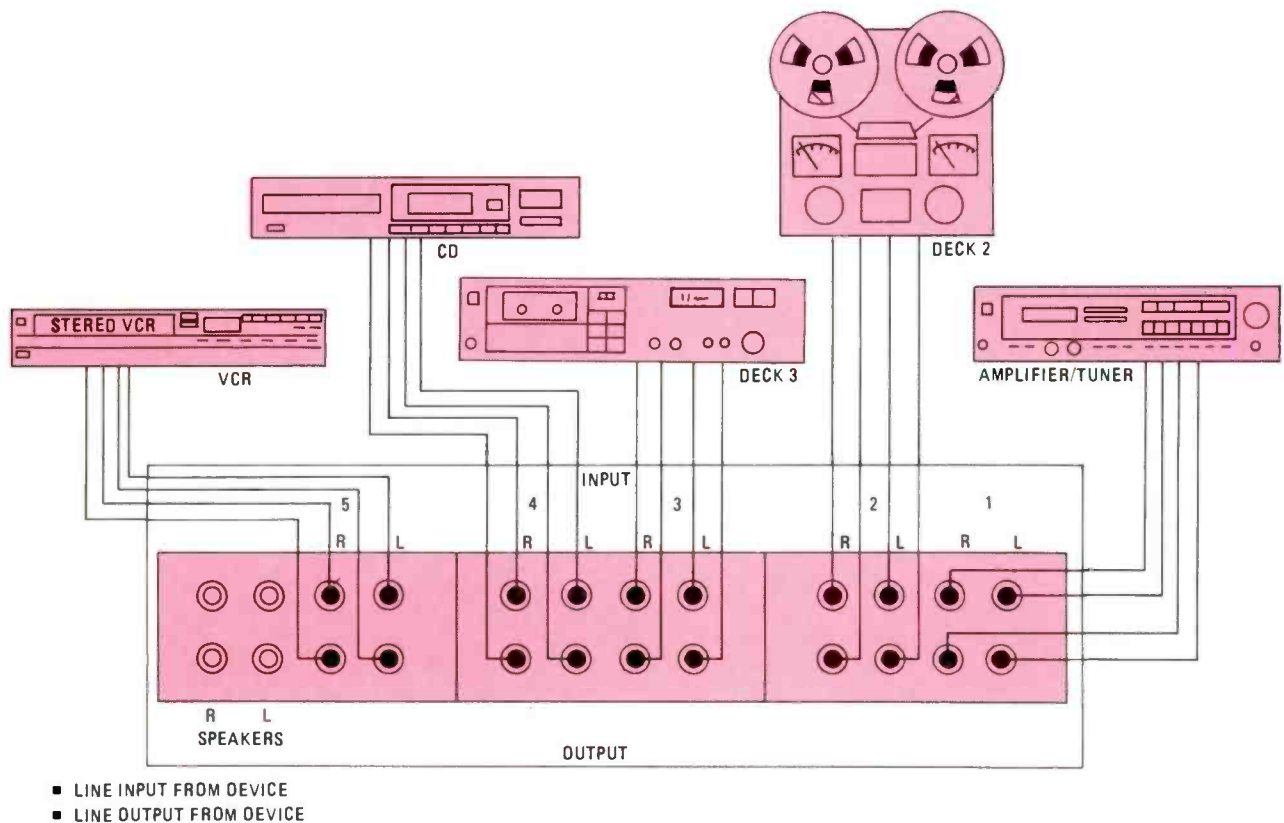 DECK 2
CD
STEREO VCR
VCR
DECK 3
AMPLIFIER/TUNER
INPUT
5 4 3 2 1
R L R L R L R L R L
R L
SPEAKERS
OUTPUT
■ LINE INPUT FROM DEVICE
■ LINE OUTPUT FROM DEVICE